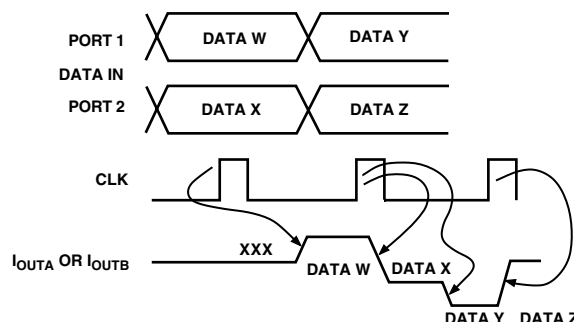 PORT 1
DATA W
DATA Y
DATA IN
PORT 2
DATA X
DATA Z
CLK
XXX
IOUTA OR IOUTB
DATA W
DATA X
DATA Y
DATA Z